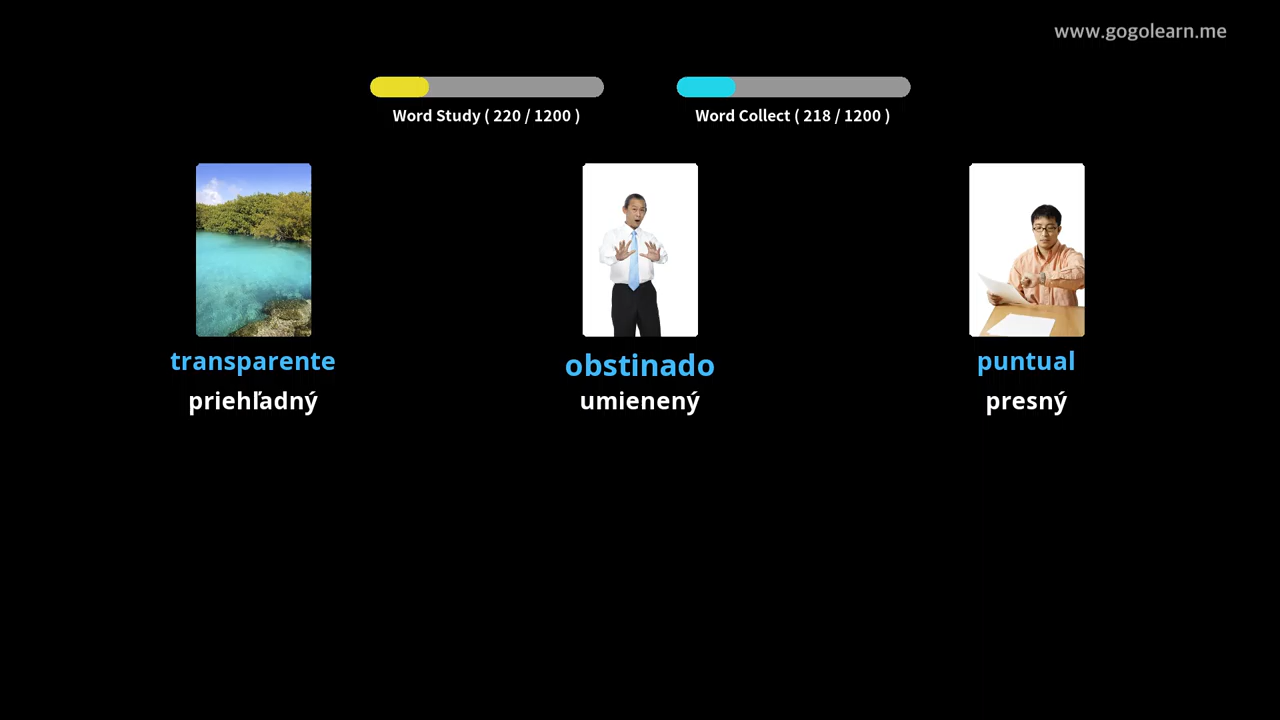 www.gogolearn.me
Word Study ( 220 / 1200 )
Word Collect ( 218 / 1200 )
transparente
priehľadný
obstinado
umienený
puntual
presný